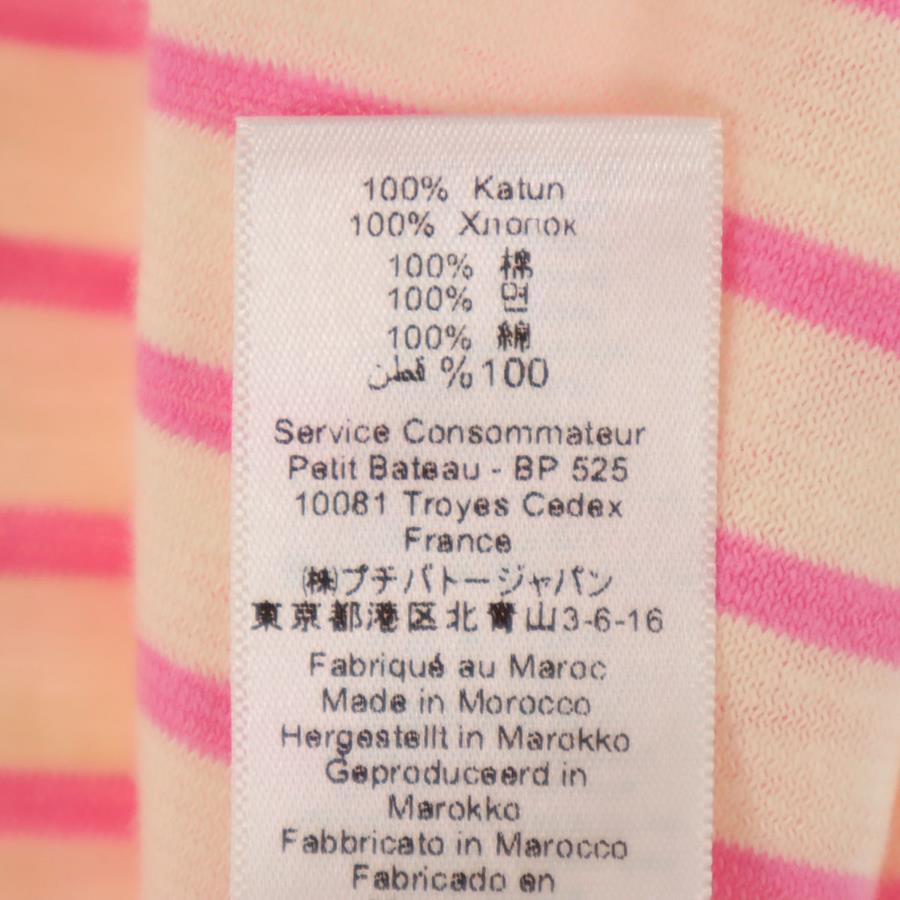 100% Katun
100% Хлопок
100% 棉
100% 면
100% 綿
100 % قطن
Service Consommateur
Petit Bateau - BP 525
10081 Troyes Cedex
France
㈱プチバトージャパン
東京都港区北青山3-6-16
Fabriqué au Maroc
Made in Morocco
Hergestellt in Marokko
Geproduceerd in
Marokko
Fabbricato in Marocco
Fabricado en